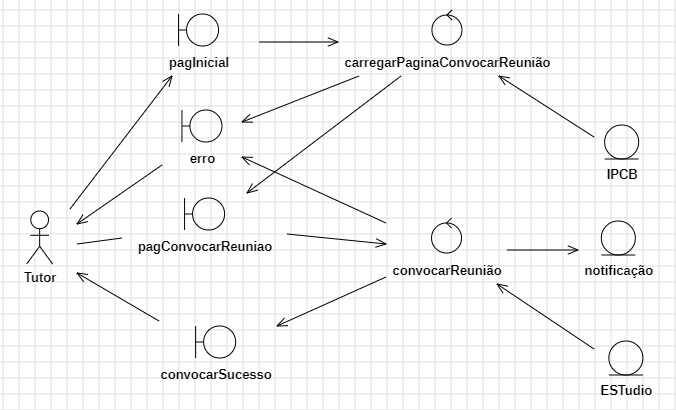 pagInicial
carregarPaginaConvocarReunião
erro
IPCB
pagConvocarReuniao
Tutor
convocarReunião
notificação
convocarSucesso
ESTudio